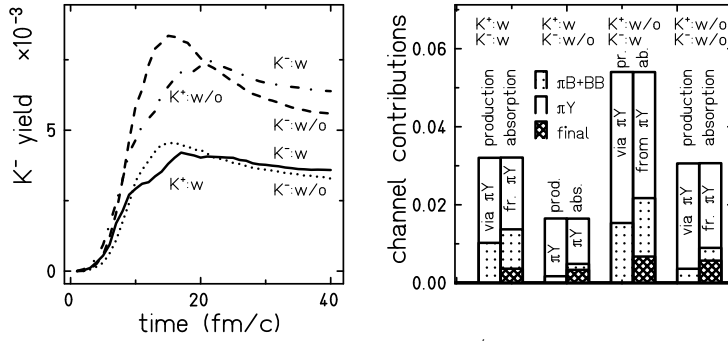 K⁻ yield ×10⁻³
5
0
0
20
40
time (fm/c)
K⁻:w
K⁺:w/o
K⁻:w/o
K⁻:w
K⁺:w
K⁻:w/o
channel contributions
0.06
0.04
0.02
0.00
K⁺:w
K⁻:w
K⁺:w
K⁻:w/o
K⁺:w/o
K⁻:w
K⁺:w/o
K⁻:w/o
πB+BB
πY
final
production
absorption
via πY
fr. πY
prod.
abs.
πY
πY
pr.
ab.
via πY
from πY
production
absorption
via πY
fr. πY